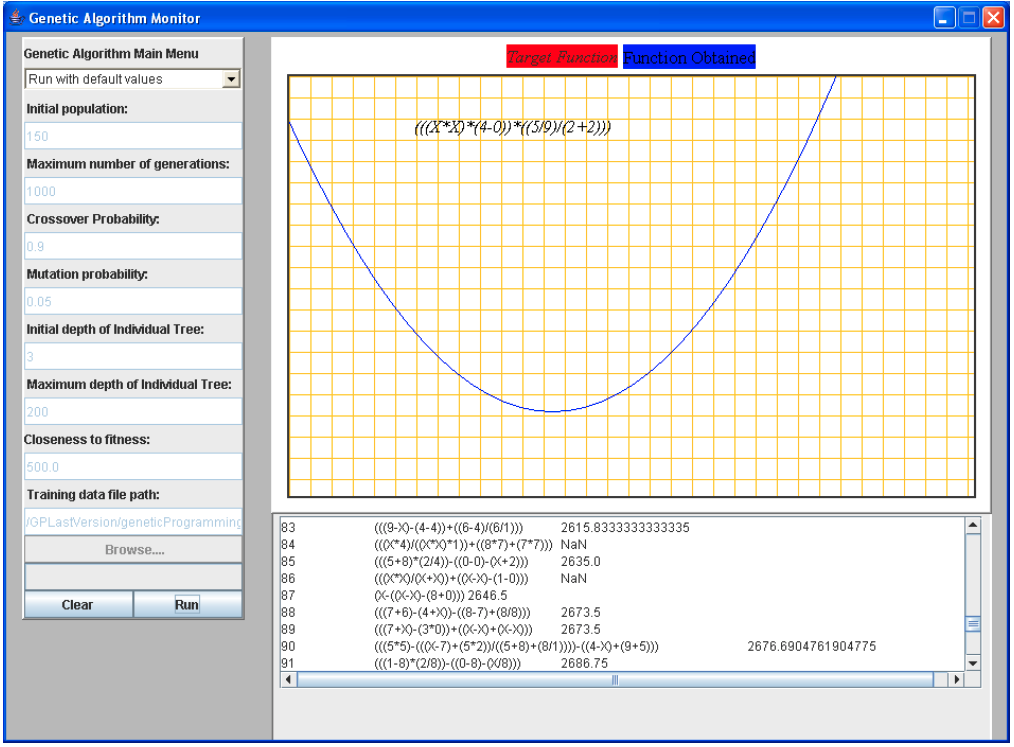 Genetic Algorithm Monitor
Genetic Algorithm Main Menu
Run with default values
Initial population:
150
Maximum number of generations:
1000
Crossover Probability:
0.9
Mutation probability:
0.05
Initial depth of Individual Tree:
3
Maximum depth of Individual Tree:
200
Closeness to fitness:
500.0
Training data file path:
/GPLastVersion/geneticProgramming
Browse....
Clear Run
Target Function Function Obtained
(((X*X)*(4-0))*((5/9)/(2+2)))
83 (((9-X)-(4-4))+((6-4)/(6/1))) 2615.8333333333335
84 (((X*4)/((X*X)*1))+((8*7)+(7*7))) NaN
85 (((5+8)*(2/4))-((0-0)-(X+2))) 2635.0
86 (((X*X)/(X+X))+((X-X)-(1-0))) NaN
87 (X-((X-X)-(8+0))) 2646.5
88 (((7+6)-(4+X))-((8-7)+(8/8))) 2673.5
89 (((7+X)-(3*0))+((X-X)+(X-X))) 2673.5
90 (((5*5)-(((X-7)+(5*2))/((5+8)+(8/1))))-((4-X)+(9+5))) 2676.6904761904775
91 (((1-8)*(2/8))-((0-8)-(X/8))) 2686.75